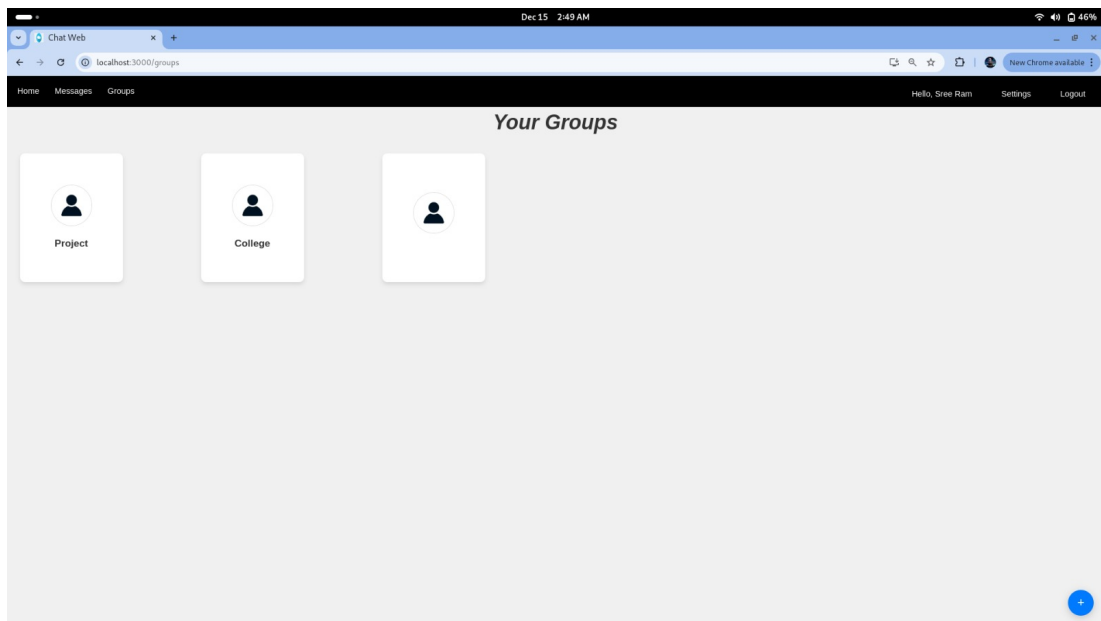 Dec 15 2:49 AM
46%
Chat Web
localhost:3000/groups
New Chrome available
Home Messages Groups
Hello, Sree Ram Settings Logout
Your Groups
Project
College
+